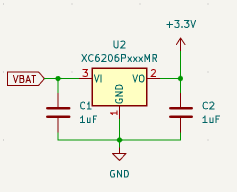 +3.3V
U2
XC6206PxxxMR
VBAT
3
VI
VO
2
GND
1
C1
1uF
C2
1uF
GND